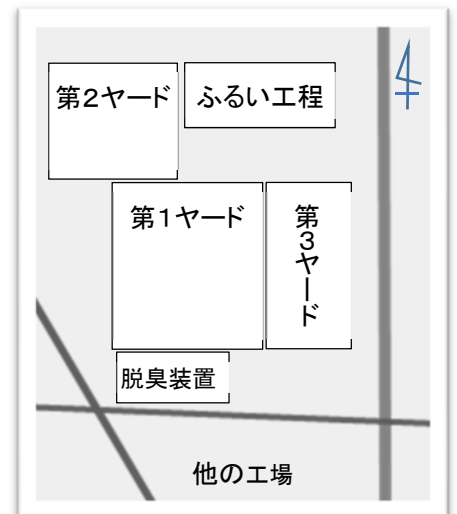 第2ヤード
ふるい工程
第1ヤード
第3ヤード
脱臭装置
他の工場